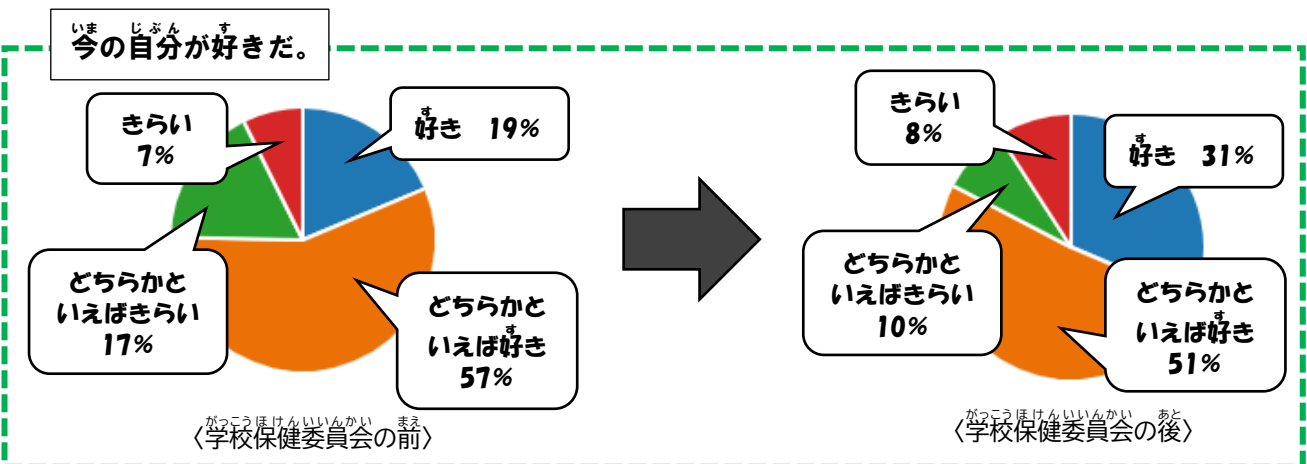 今の自分が好きだ。
きらい
7%
好き 19%
どちらかと
いえばきらい
17%
どちらかと
いえば好き
57%
〈学校保健委員会の前〉
きらい
8%
好き 31%
どちらかと
いえばきらい
10%
どちらかと
いえば好き
51%
〈学校保健委員会の後〉